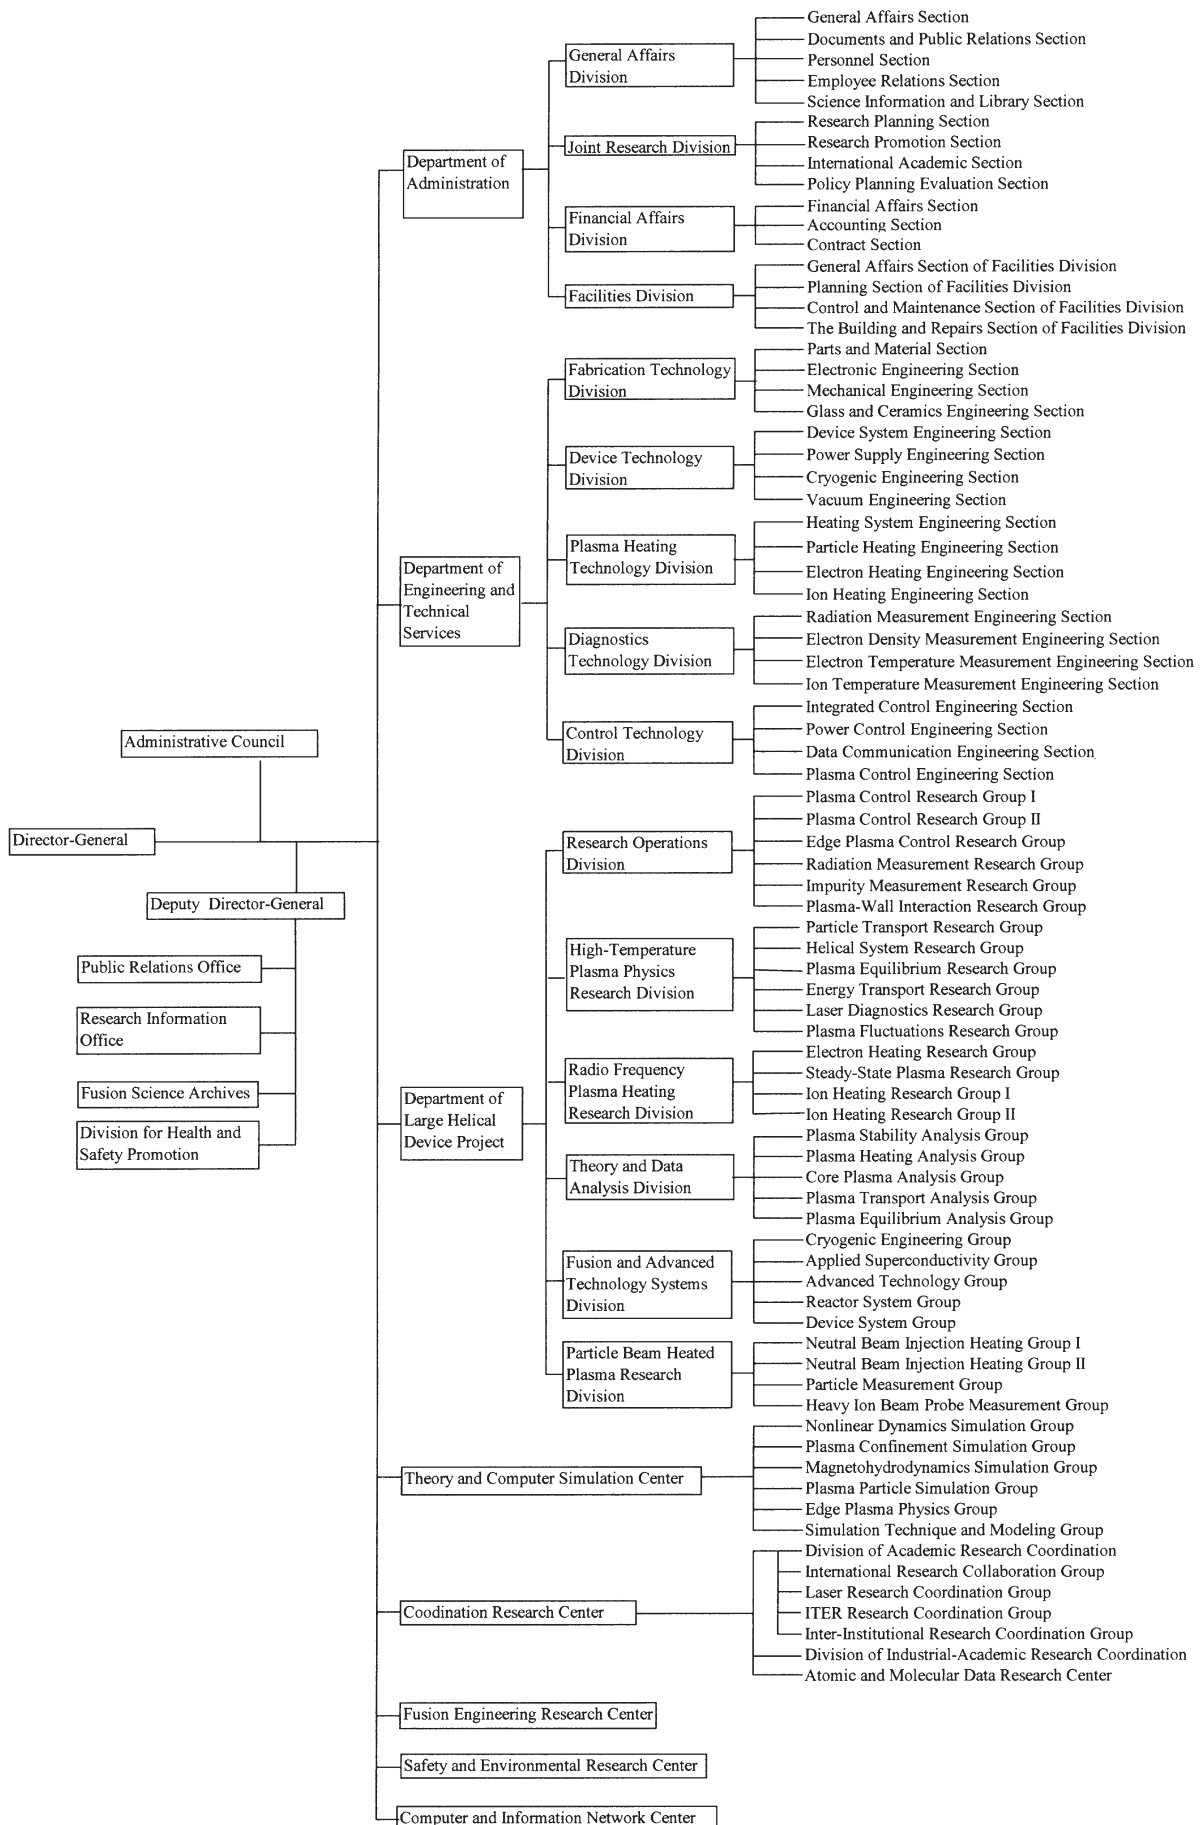 Director-General
Administrative Council
Deputy Director-General
Public Relations Office
Research Information
Office
Fusion Science Archives
Division for Health and
Safety Promotion
Department of
Administration
General Affairs
Division
General Affairs Section
Documents and Public Relations Section
Personnel Section
Employee Relations Section
Science Information and Library Section
Joint Research Division
Research Planning Section
Research Promotion Section
International Academic Section
Policy Planning Evaluation Section
Financial Affairs
Division
Financial Affairs Section
Accounting Section
Contract Section
Facilities Division
General Affairs Section of Facilities Division
Planning Section of Facilities Division
Control and Maintenance Section of Facilities Division
The Building and Repairs Section of Facilities Division
Department of
Engineering and
Technical
Services
Fabrication Technology
Division
Parts and Material Section
Electronic Engineering Section
Mechanical Engineering Section
Glass and Ceramics Engineering Section
Device Technology
Division
Device System Engineering Section
Power Supply Engineering Section
Cryogenic Engineering Section
Vacuum Engineering Section
Plasma Heating
Technology Division
Heating System Engineering Section
Particle Heating Engineering Section
Electron Heating Engineering Section
Ion Heating Engineering Section
Diagnostics
Technology Division
Radiation Measurement Engineering Section
Electron Density Measurement Engineering Section
Electron Temperature Measurement Engineering Section
Ion Temperature Measurement Engineering Section
Control Technology
Division
Integrated Control Engineering Section
Power Control Engineering Section
Data Communication Engineering Section
Plasma Control Engineering Section
Department of
Large Helical
Device Project
Research Operations
Division
Plasma Control Research Group I
Plasma Control Research Group II
Edge Plasma Control Research Group
Radiation Measurement Research Group
Impurity Measurement Research Group
Plasma-Wall Interaction Research Group
High-Temperature
Plasma Physics
Research Division
Particle Transport Research Group
Helical System Research Group
Plasma Equilibrium Research Group
Energy Transport Research Group
Laser Diagnostics Research Group
Plasma Fluctuations Research Group
Radio Frequency
Plasma Heating
Research Division
Electron Heating Research Group
Steady-State Plasma Research Group
Ion Heating Research Group I
Ion Heating Research Group II
Theory and Data
Analysis Division
Plasma Stability Analysis Group
Plasma Heating Analysis Group
Core Plasma Analysis Group
Plasma Transport Analysis Group
Plasma Equilibrium Analysis Group
Fusion and Advanced
Technology Systems
Division
Cryogenic Engineering Group
Applied Superconductivity Group
Advanced Technology Group
Reactor System Group
Device System Group
Particle Beam Heated
Plasma Research
Division
Neutral Beam Injection Heating Group I
Neutral Beam Injection Heating Group II
Particle Measurement Group
Heavy Ion Beam Probe Measurement Group
Theory and Computer Simulation Center
Nonlinear Dynamics Simulation Group
Plasma Confinement Simulation Group
Magnetohydrodynamics Simulation Group
Plasma Particle Simulation Group
Edge Plasma Physics Group
Simulation Technique and Modeling Group
Coodination Research Center
Division of Academic Research Coordination
International Research Collaboration Group
Laser Research Coordination Group
ITER Research Coordination Group
Inter-Institutional Research Coordination Group
Division of Industrial-Academic Research Coordination
Atomic and Molecular Data Research Center
Fusion Engineering Research Center
Safety and Environmental Research Center
Computer and Information Network Center